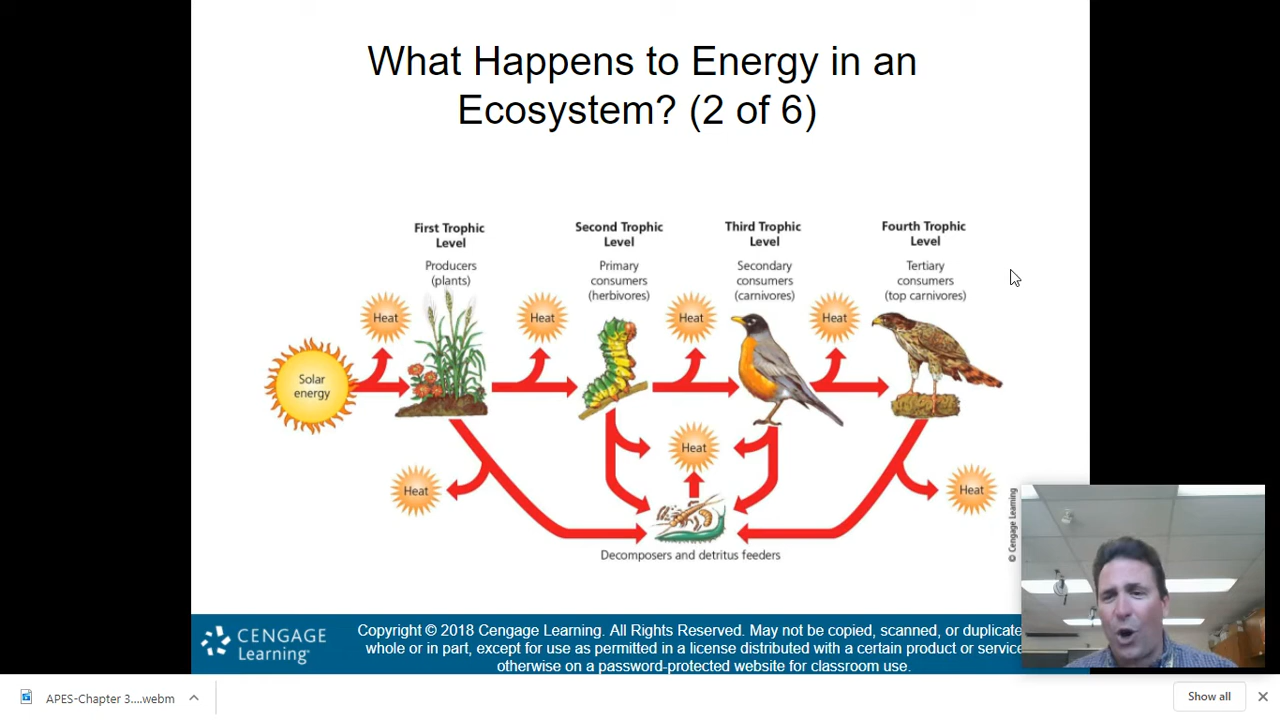 What Happens to Energy in an
Ecosystem? (2 of 6)
First Trophic
Level
Producers
(plants)
Second Trophic
Level
Primary
consumers
(herbivores)
Third Trophic
Level
Secondary
consumers
(carnivores)
Fourth Trophic
Level
Tertiary
consumers
(top carnivores)
Heat
Heat
Heat
Heat
Solar
energy
Heat
Heat
Heat
Decomposers and detritus feeders
© Cengage Learning
CENGAGE
Learning™
Copyright © 2018 Cengage Learning. All Rights Reserved. May not be copied, scanned, or duplicate
whole or in part, except for use as permitted in a license distributed with a certain product or service
otherwise on a password-protected website for classroom use.
APES-Chapter 3....webm
Show all